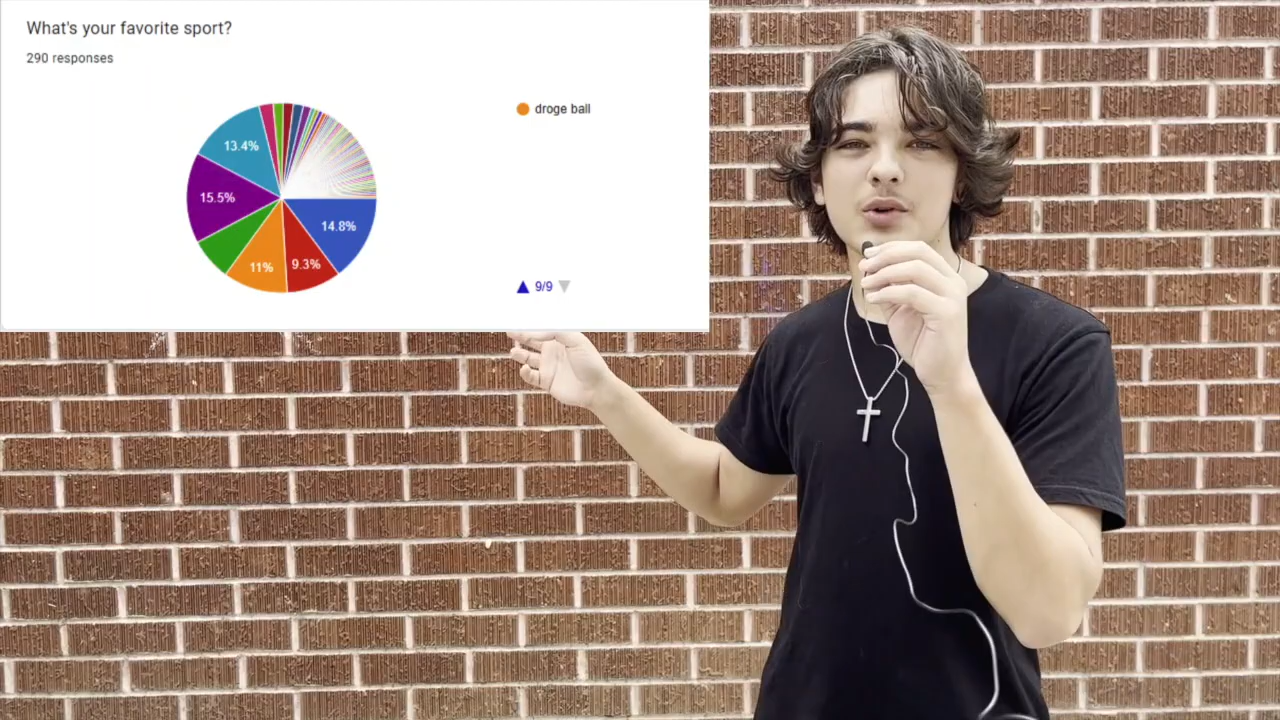 What's your favorite sport?
290 responses
droge ball
13.4%
15.5%
14.8%
11%
9.3%
9/9